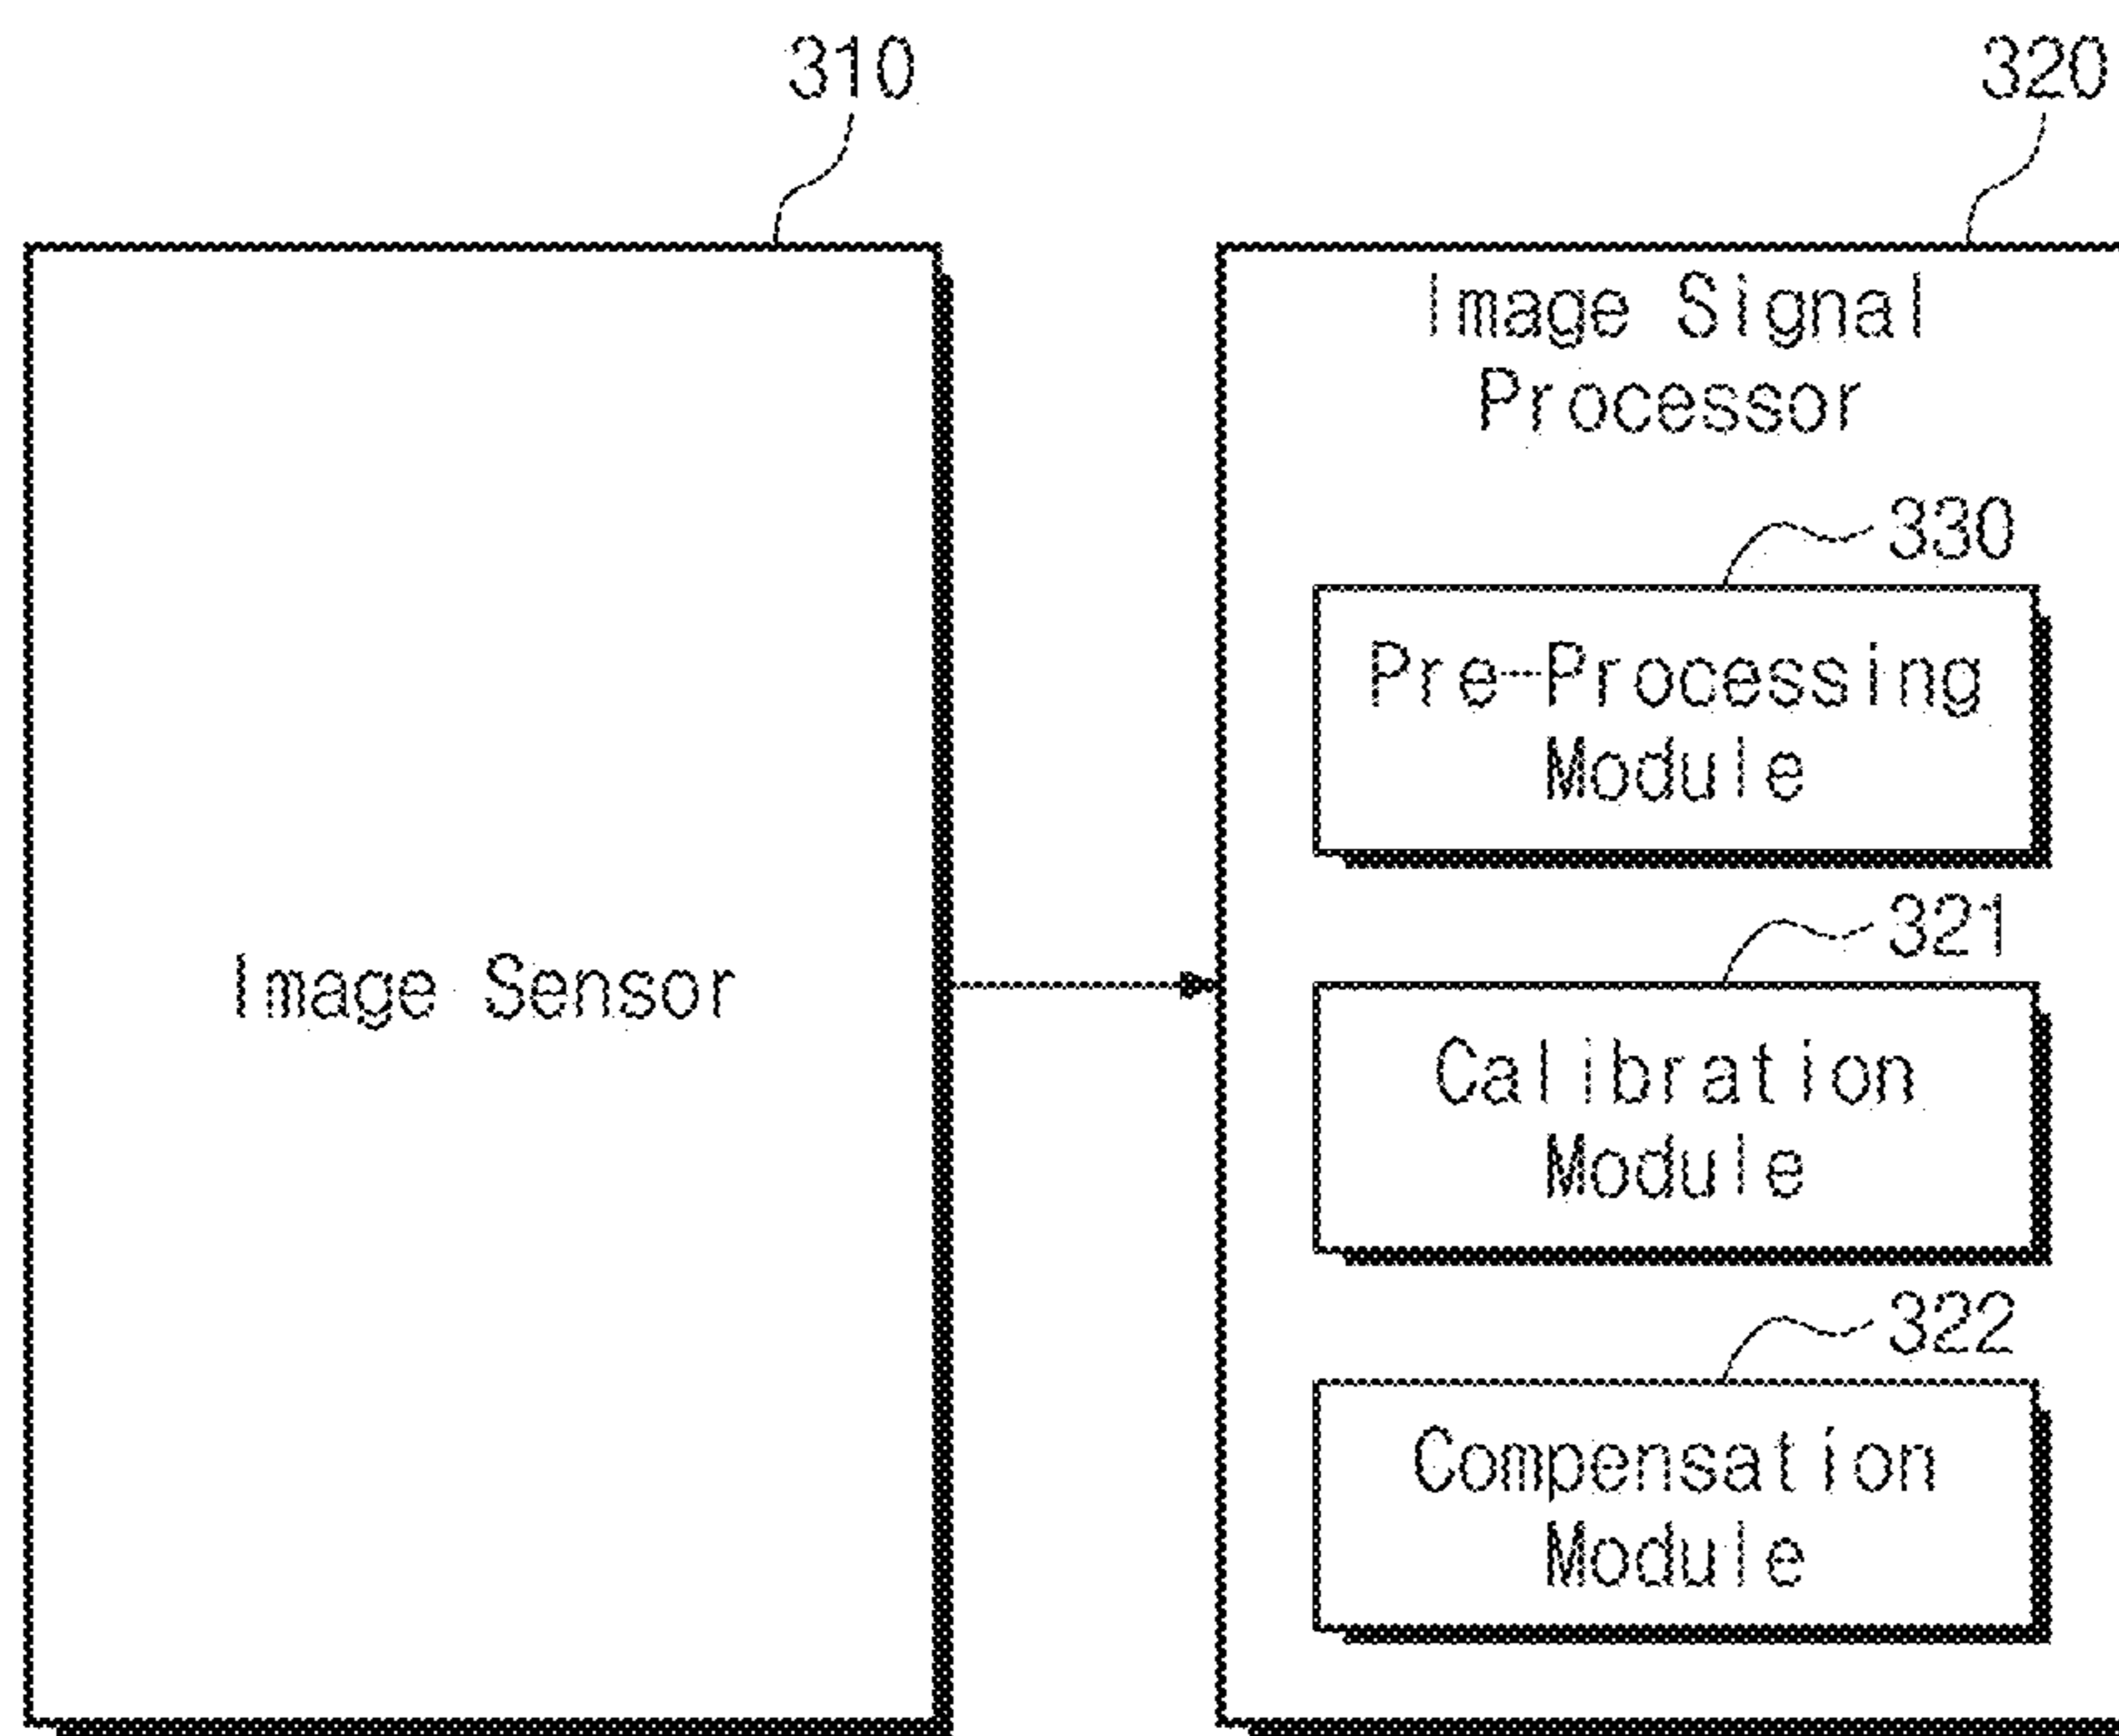 310
320
Image Signal
Processor
330
Pre-Processing
Module
321
Image Sensor
Calibration
Module
322
Compensation
Module